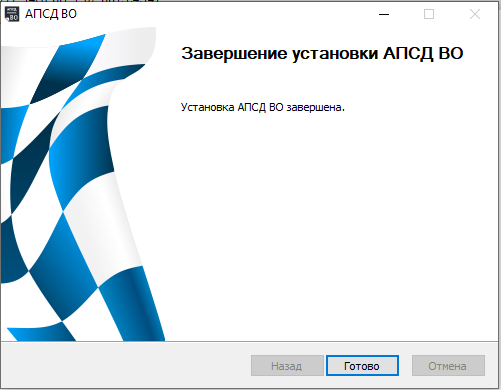 АПСД ВО
Завершение установки АПСД ВО
Установка АПСД ВО завершена.
Назад
Готово
Отмена